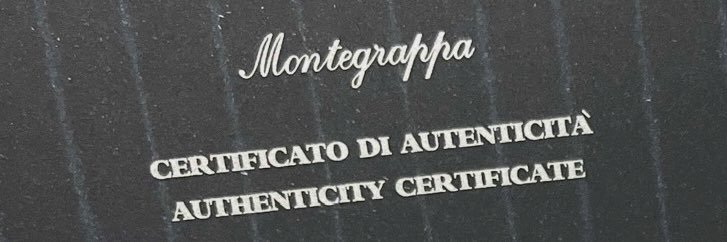 Montegrappa
CERTIFICATO DI AUTENTICITÀ
AUTHENTICITY CERTIFICATE